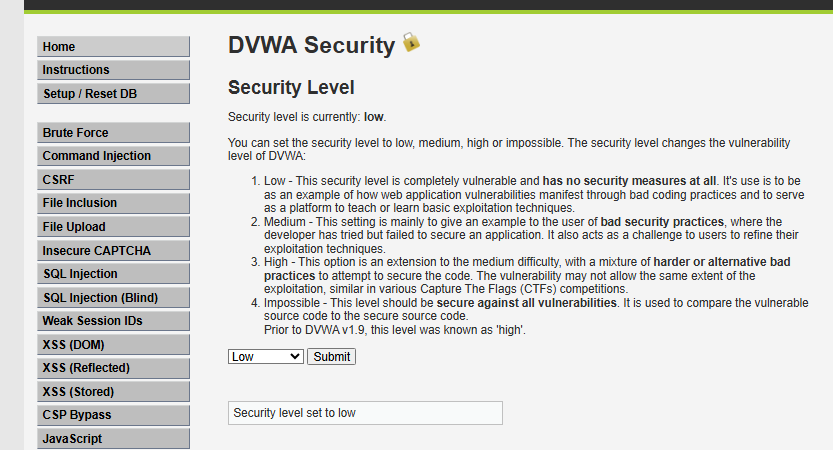 Home
Instructions
Setup / Reset DB
Brute Force
Command Injection
CSRF
File Inclusion
File Upload
Insecure CAPTCHA
SQL Injection
SQL Injection (Blind)
Weak Session IDs
XSS (DOM)
XSS (Reflected)
XSS (Stored)
CSP Bypass
JavaScript
DVWA Security
Security Level
Security level is currently: low.
You can set the security level to low, medium, high or impossible. The security level changes the vulnerability
level of DVWA:
1. Low - This security level is completely vulnerable and has no security measures at all. It's use is to be
as an example of how web application vulnerabilities manifest through bad coding practices and to serve
as a platform to teach or learn basic exploitation techniques.
2. Medium - This setting is mainly to give an example to the user of bad security practices, where the
developer has tried but failed to secure an application. It also acts as a challenge to users to refine their
exploitation techniques.
3. High - This option is an extension to the medium difficulty, with a mixture of harder or alternative bad
practices to attempt to secure the code. The vulnerability may not allow the same extent of the
exploitation, similar in various Capture The Flags (CTFs) competitions.
4. Impossible - This level should be secure against all vulnerabilities. It is used to compare the vulnerable
source code to the secure source code.
Prior to DVWA v1.9, this level was known as 'high'.
Low Submit
Security level set to low